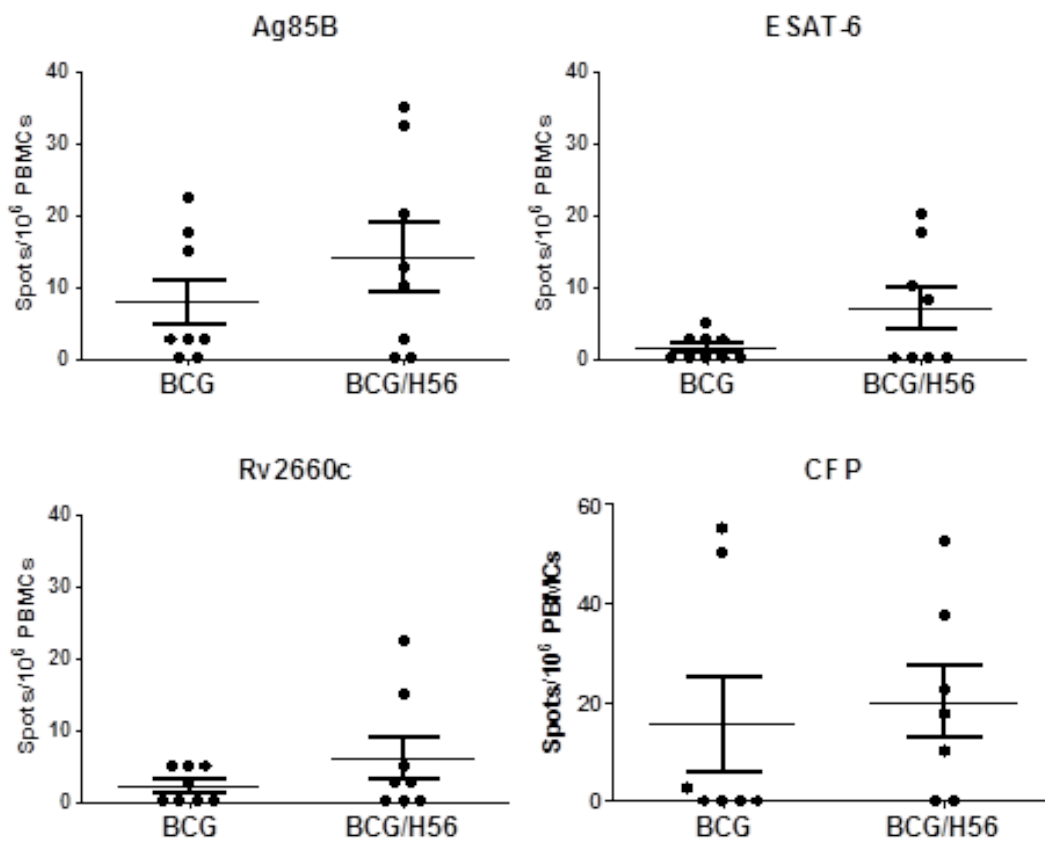 Ag85B
40
30
20
10
0
Spots/10⁶ PBMCs
BCG
BCG/H56
ESAT-6
40
30
20
10
0
Spots/10⁶ PBMCs
BCG
BCG/H56
Rv2660c
40
30
20
10
0
Spots/10⁶ PBMCs
BCG
BCG/H56
CFP
60
40
20
0
Spots/10⁶ PBMCs
BCG
BCG/H56